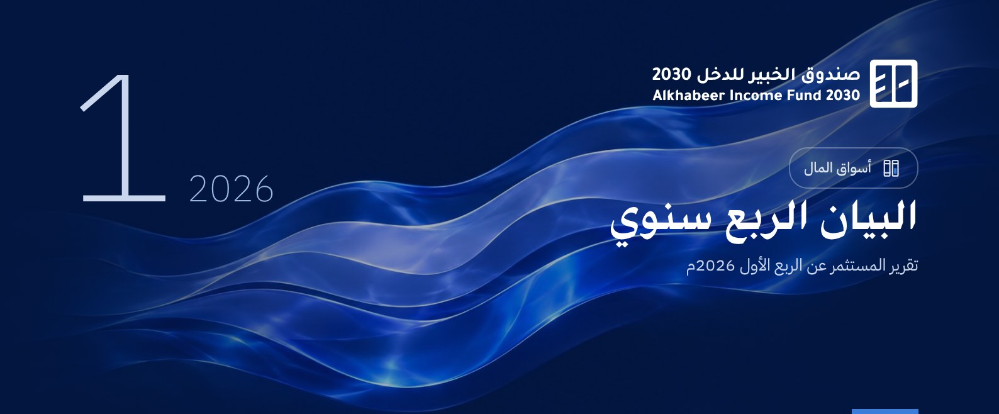 صندوق الخبير للدخل 2030
Alkhabeer Income Fund 2030
أسواق المال
البيان الربع سنوي
تقرير المستثمر عن الربع الأول 2026م
1
2026